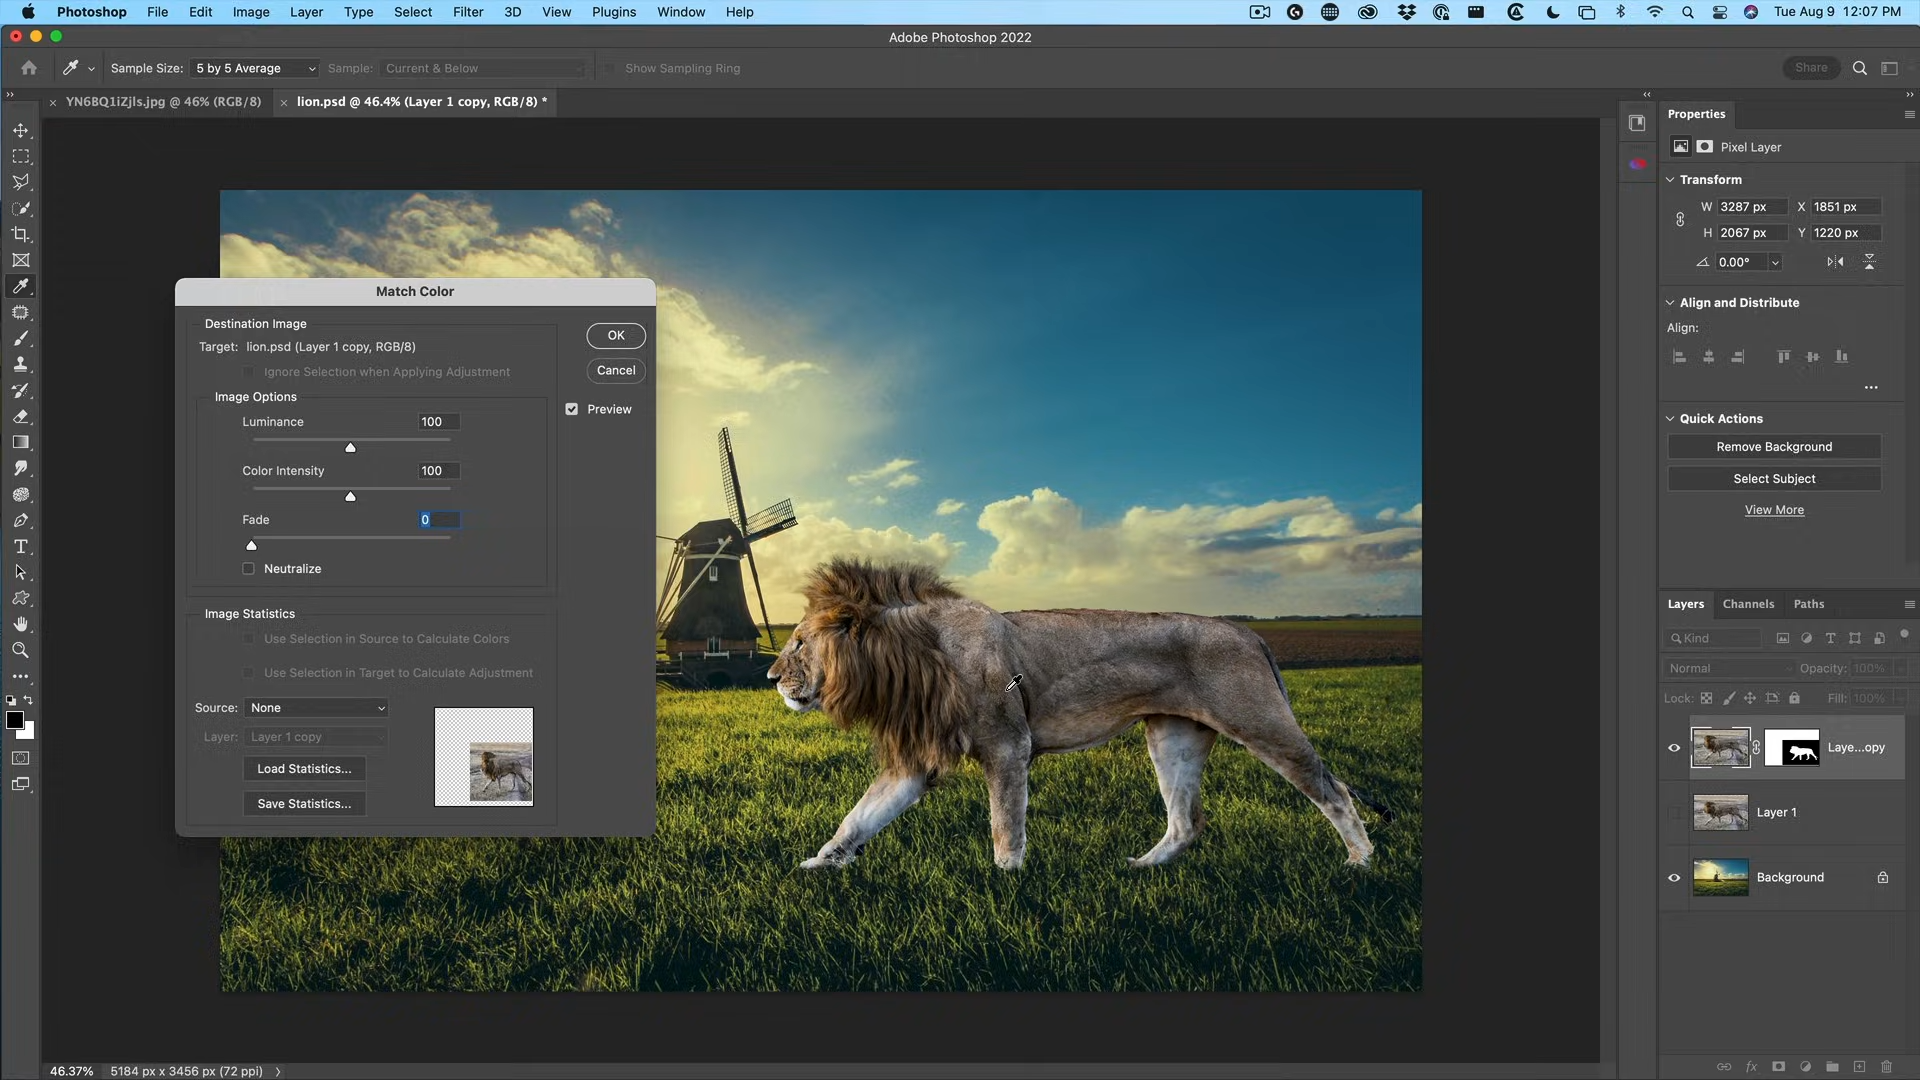 Photoshop File Edit Image Layer Type Select Filter 3D View Plugins Window Help Tue Aug 9 12:07 PM
Adobe Photoshop 2022
Sample Size: 5 by 5 Average Sample: Current & Below Show Sampling Ring Share
YN6BQ1iZjls.jpg @ 46% (RGB/8) lion.psd @ 46.4% (Layer 1 copy, RGB/8) *
Match Color
Destination Image
Target: lion.psd (Layer 1 copy, RGB/8)
Ignore Selection when Applying Adjustment
OK
Cancel
Preview
Image Options
Luminance 100
Color Intensity 100
Fade 0
Neutralize
Image Statistics
Use Selection in Source to Calculate Colors
Use Selection in Target to Calculate Adjustment
Source: None
Layer: Layer 1 copy
Load Statistics...
Save Statistics...
Properties
Pixel Layer
Transform
W 3287 px X 1851 px
H 2067 px Y 1220 px
0.00°
Align and Distribute
Align:
Quick Actions
Remove Background
Select Subject
View More
Layers Channels Paths
Kind
Normal Opacity: 100%
Lock: Fill: 100%
Laye...opy
Layer 1
Background
fx
46.37% 5184 px x 3456 px (72 ppi)